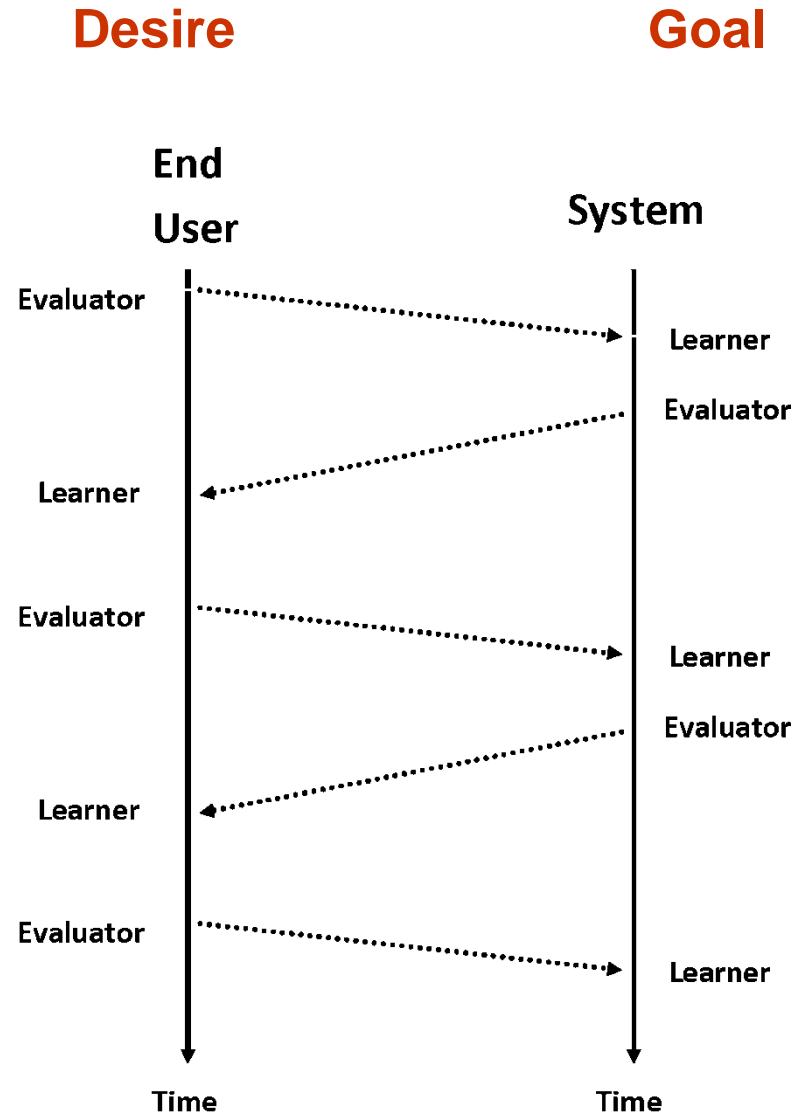 Desire
Goal
End
User
System
Evaluator
Learner
Evaluator
Learner
Evaluator
Learner
Evaluator
Learner
Evaluator
Learner
Time
Time